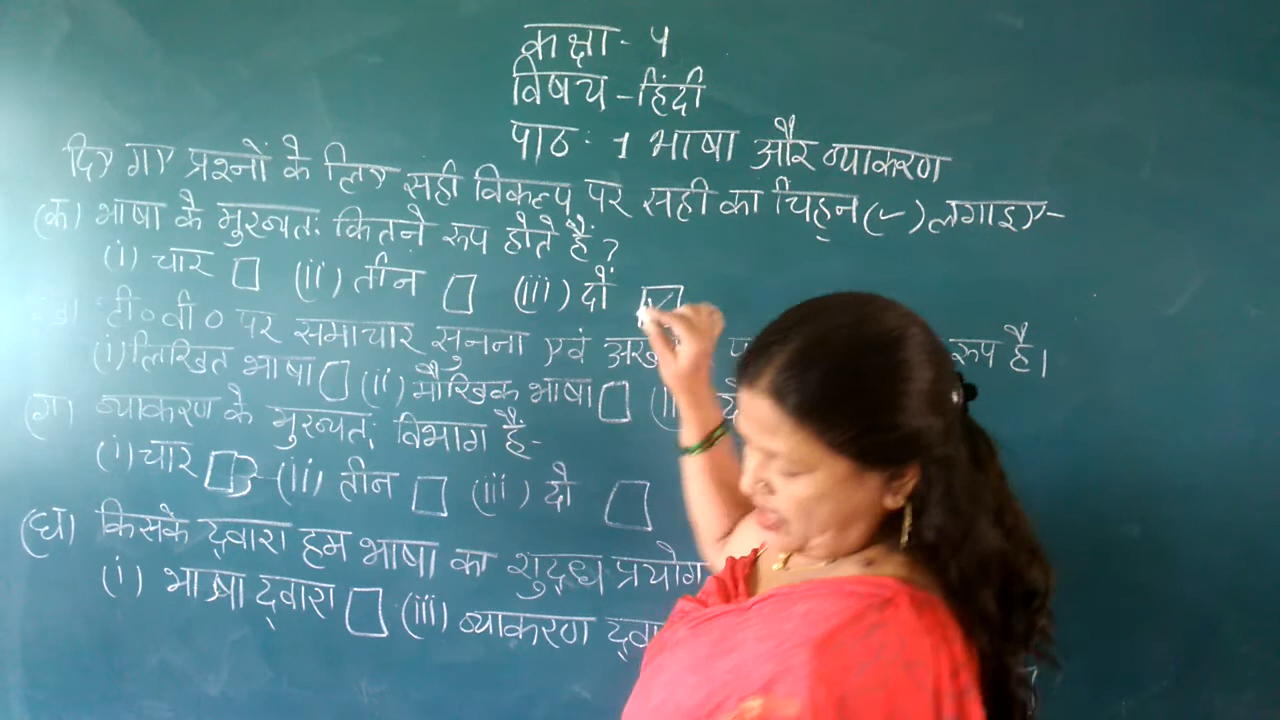 कक्षा - ५
विषय - हिंदी
पाठ: 1 भाषा और व्याकरण
दिए गए प्रश्नों के लिए सही विकल्प पर सही का चिह्न (✓) लगाइए -
(क) भाषा के मुख्यतः कितने रूप होते हैं ?
(i) चार (ii) तीन (iii) दो
टी०वी० पर समाचार सुनना एवं रूप है।
(i) लिखित भाषा (ii) मौखिक भाषा
(ग) व्याकरण के मुख्यतः विभाग हैं -
(i) चार (ii) तीन (iii) दो
(घ) किसके द्वारा हम भाषा का शुद्ध प्रयोग
(i) भाषा द्वारा (iii) व्याकरण